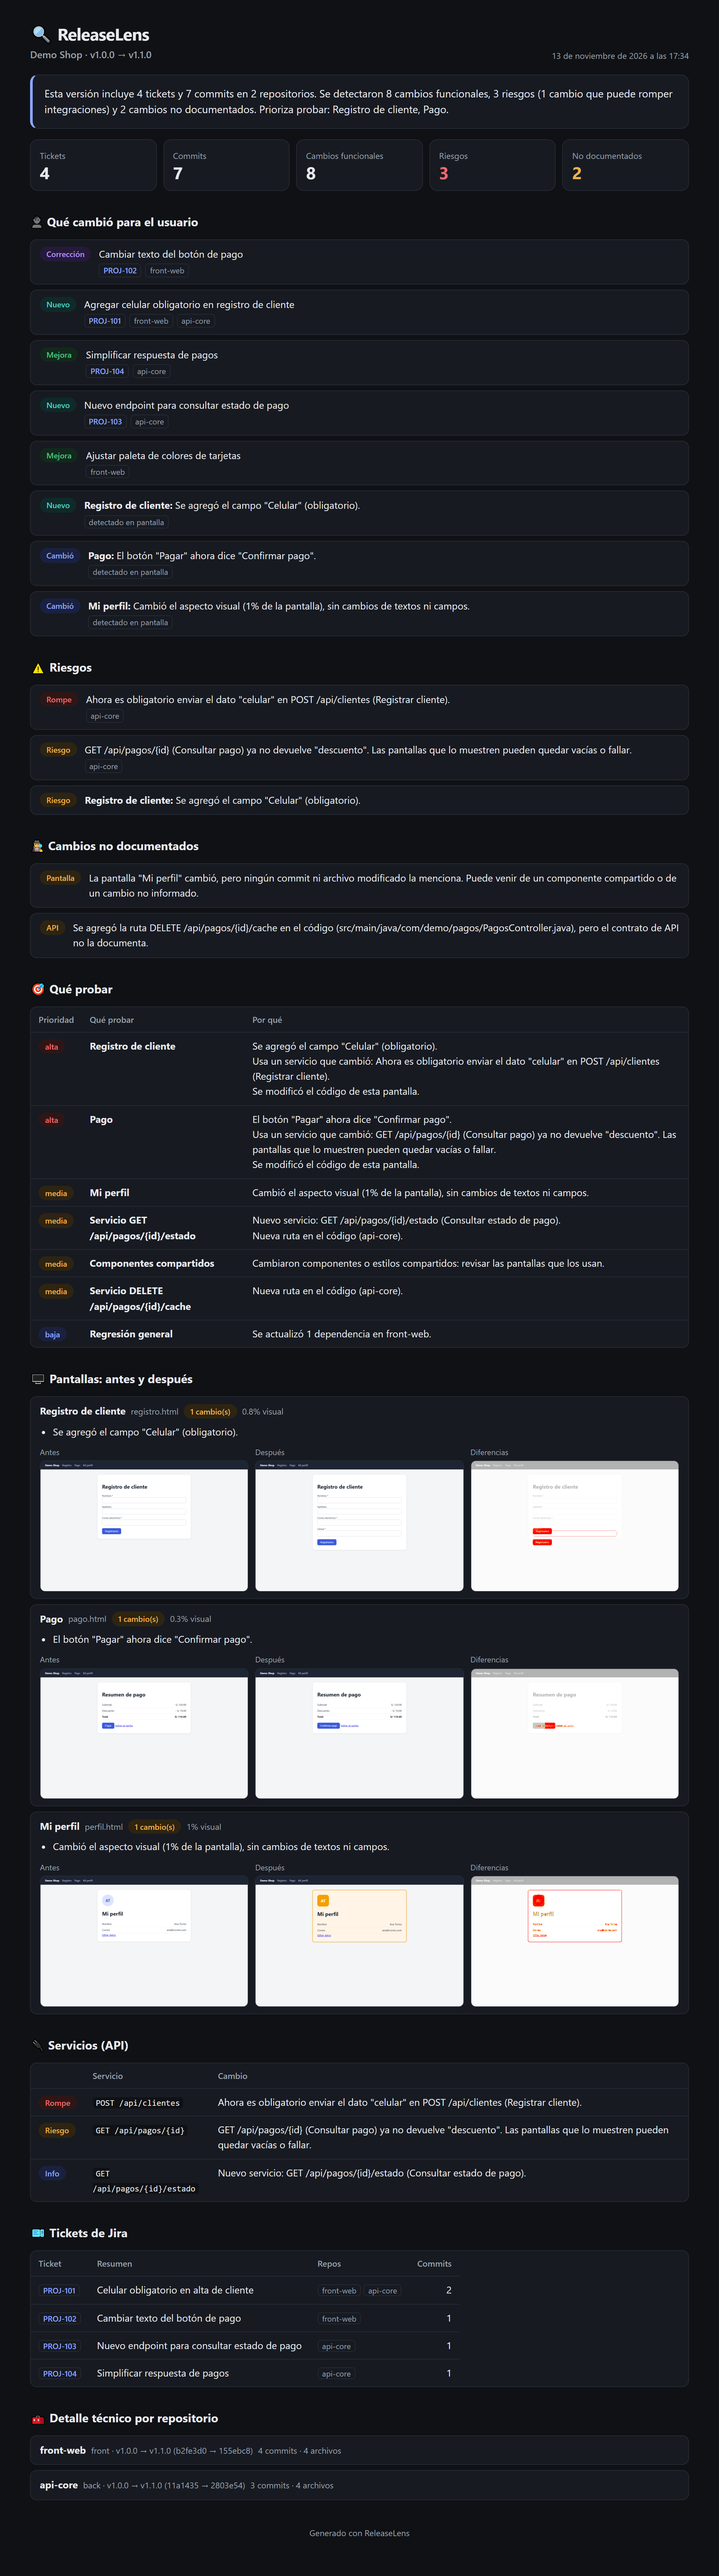 ReleaseLens
Demo Shop · v1.0.0 → v1.1.0
13 de noviembre de 2026 a las 17:34
Esta versión incluye 4 tickets y 7 commits en 2 repositorios. Se detectaron 8 cambios funcionales, 3 riesgos (1 cambio que puede romper
integraciones) y 2 cambios no documentados. Prioriza probar: Registro de cliente, Pago.
Tickets
4
Commits
7
Cambios funcionales
8
Riesgos
3
No documentados
2
Qué cambió para el usuario
Corrección Cambiar texto del botón de pago
PROJ-102 front-web
Nuevo Agregar celular obligatorio en registro de cliente
PROJ-101 front-web api-core
Mejora Simplificar respuesta de pagos
PROJ-104 api-core
Nuevo Nuevo endpoint para consultar estado de pago
PROJ-103 api-core
Mejora Ajustar paleta de colores de tarjetas
front-web
Nuevo Registro de cliente: Se agregó el campo "Celular" (obligatorio).
detectado en pantalla
Cambió Pago: El botón "Pagar" ahora dice "Confirmar pago".
detectado en pantalla
Cambió Mi perfil: Cambió el aspecto visual (1% de la pantalla), sin cambios de textos ni campos.
detectado en pantalla
Riesgos
Rompe Ahora es obligatorio enviar el dato "celular" en POST /api/clientes (Registrar cliente).
api-core
Riesgo GET /api/pagos/{id} (Consultar pago) ya no devuelve "descuento". Las pantallas que lo muestren pueden quedar vacías o fallar.
api-core
Riesgo Registro de cliente: Se agregó el campo "Celular" (obligatorio).
Cambios no documentados
Pantalla La pantalla "Mi perfil" cambió, pero ningún commit ni archivo modificado la menciona. Puede venir de un componente compartido o de
un cambio no informado.
API Se agregó la ruta DELETE /api/pagos/{id}/cache en el código (src/main/java/com/demo/pagos/PagosController.java), pero el contrato de API
no la documenta.
Qué probar
Prioridad Qué probar Por qué
alta Registro de cliente Se agregó el campo "Celular" (obligatorio).
Usa un servicio que cambió: Ahora es obligatorio enviar el dato "celular" en POST /api/clientes
(Registrar cliente).
Se modificó el código de esta pantalla.
alta Pago El botón "Pagar" ahora dice "Confirmar pago".
Usa un servicio que cambió: GET /api/pagos/{id} (Consultar pago) ya no devuelve "descuento". Las
pantallas que lo muestren pueden quedar vacías o fallar.
Se modificó el código de esta pantalla.
media Mi perfil Cambió el aspecto visual (1% de la pantalla), sin cambios de textos ni campos.
media Servicio GET Nuevo servicio: GET /api/pagos/{id}/estado (Consultar estado de pago).
/api/pagos/{id}/estado Nueva ruta en el código (api-core).
media Componentes compartidos Cambiaron componentes o estilos compartidos: revisar las pantallas que los usan.
media Servicio DELETE Nueva ruta en el código (api-core).
/api/pagos/{id}/cache
baja Regresión general Se actualizó 1 dependencia en front-web.
Pantallas: antes y después
Registro de cliente registro.html 1 cambio(s) 0.8% visual
• Se agregó el campo "Celular" (obligatorio).
Antes Después Diferencias
Registro de cliente
Registro de cliente
Registro de cliente
Pago pago.html 1 cambio(s) 0.3% visual
• El botón "Pagar" ahora dice "Confirmar pago".
Antes Después Diferencias
Resumen de pago
Resumen de pago
Resumen de pago
Mi perfil perfil.html 1 cambio(s) 1% visual
• Cambió el aspecto visual (1% de la pantalla), sin cambios de textos ni campos.
Antes Después Diferencias
Mi perfil
Mi perfil
Mi perfil
Servicios (API)
Servicio Cambio
Rompe POST /api/clientes Ahora es obligatorio enviar el dato "celular" en POST /api/clientes (Registrar cliente).
Riesgo GET /api/pagos/{id} GET /api/pagos/{id} (Consultar pago) ya no devuelve "descuento". Las pantallas que lo muestren pueden
quedar vacías o fallar.
Info GET Nuevo servicio: GET /api/pagos/{id}/estado (Consultar estado de pago).
/api/pagos/{id}/estado
Tickets de Jira
Ticket Resumen Repos Commits
PROJ-101 Celular obligatorio en alta de cliente front-web api-core 2
PROJ-102 Cambiar texto del botón de pago front-web 1
PROJ-103 Nuevo endpoint para consultar estado de pago api-core 1
PROJ-104 Simplificar respuesta de pagos api-core 1
Detalle técnico por repositorio
front-web front · v1.0.0 → v1.1.0 (b2fe3d0 → 155ebc8) 4 commits · 4 archivos
api-core back · v1.0.0 → v1.1.0 (11a1435 → 2803e54) 3 commits · 4 archivos
Generado con ReleaseLens